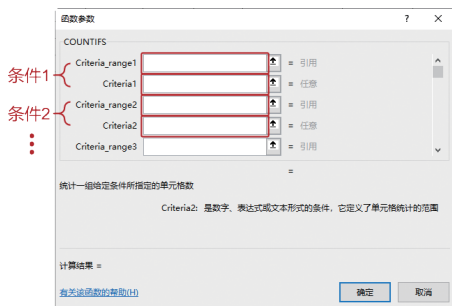 函数参数 ? ×
COUNTIFS
Criteria_range1 = 引用
条件1
Criteria1 = 任意
Criteria_range2 = 引用
条件2
Criteria2 = 任意
Criteria_range3 = 引用
=
统计一组给定条件所指定的单元格数
Criteria2: 是数字、表达式或文本形式的条件，它定义了单元格统计的范围
计算结果 =
有关该函数的帮助(H)
确定 取消